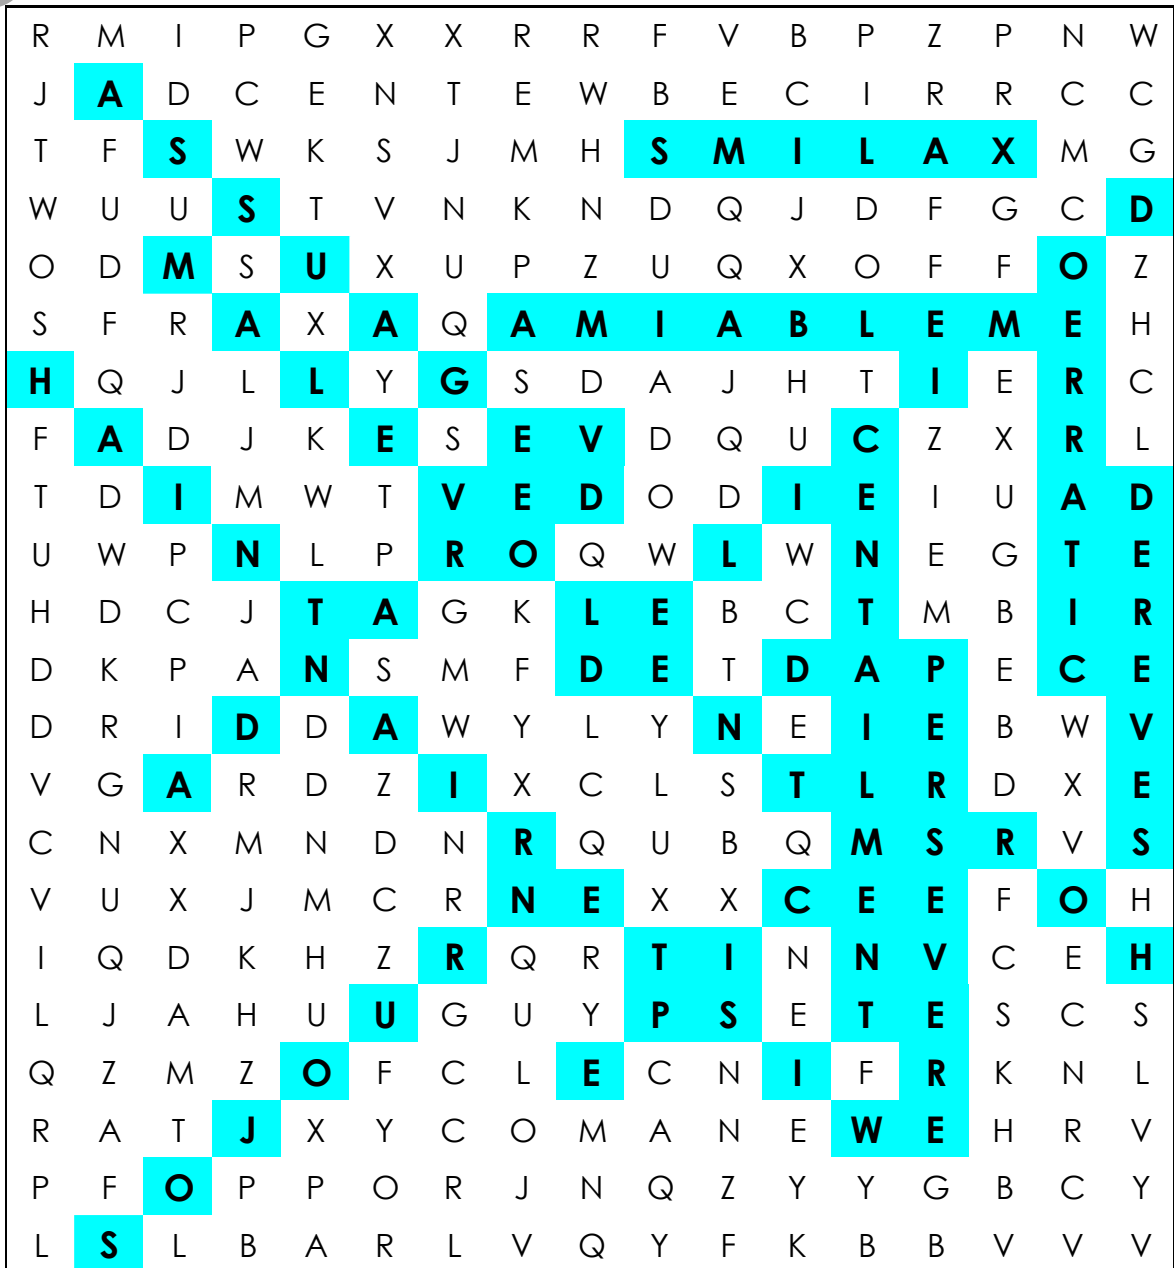 R M I P G X X R R F V B P Z P N W
J A D C E N T E W B E C I R R C C
T F S W K S J M H S M I L A X M G
W U U S T V N K N D Q J D F G C D
O D M S U X U P Z U Q X O F F O Z
S F R A X A Q A M I A B L E M E H
H Q J L L Y G S D A J H T I E R C
F A D J K E S E V D Q U C Z X R L
T D I M W T V E D O D I E I U A D
U W P N L P R O Q W L W N E G T E
H D C J T A G K L E B C T M B I R
D K P A N S M F D E T D A P E C E
D R I D D A W Y L Y N E I E B W V
V G A R D Z I X C L S T L R D X E
C N X M N D N R Q U B Q M S R V S
V U X J M C R N E X X C E E F O H
I Q D K H Z R Q R T I N N V C E H
L J A H U U G U Y P S E T E S C S
Q Z M Z O F C L E C N I F R K N L
R A T J X Y C O M A N E W E H R V
P F O P P O R J N Q Z Y Y G B C Y
L S L B A R L V Q Y F K B B V V V